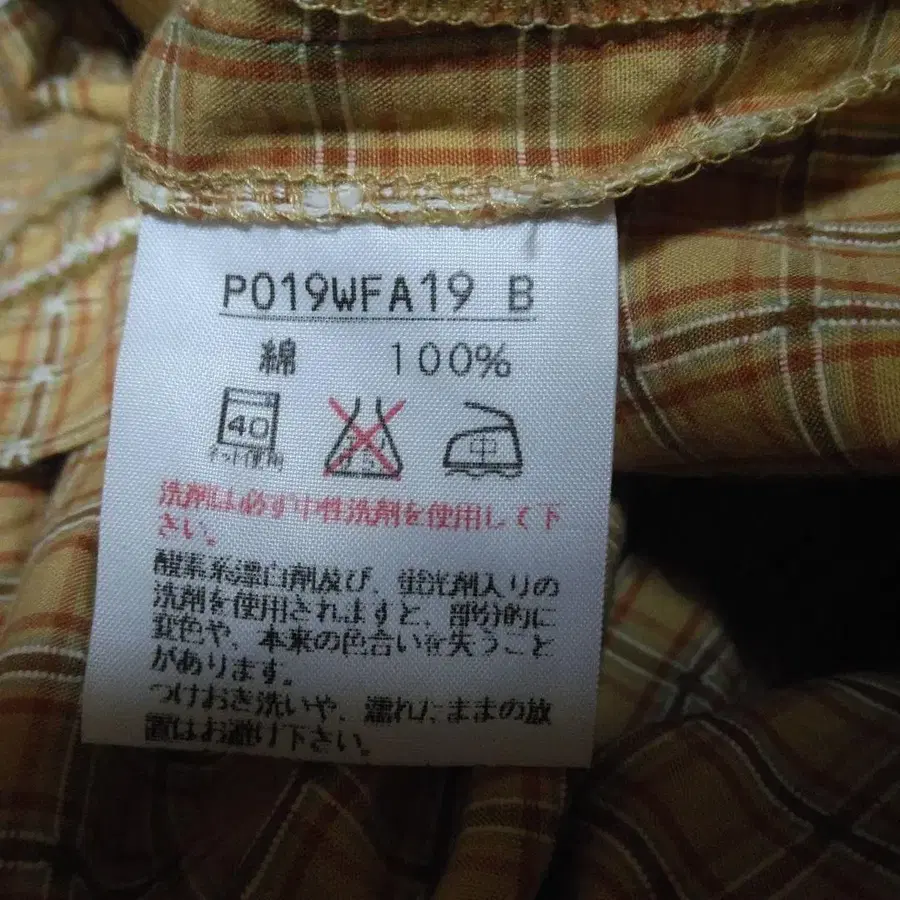 P019WFA19 B
綿 100%
40
ネット使用
中
洗剤は必ず中性洗剤を使用して下
さい。
酸素系漂白剤及び、蛍光剤入りの
洗剤を使用されますと、部分的に
変色や、本来の色合いを失うこと
があります。
つけおき洗いや、濡れたままの放
置はお避け下さい。